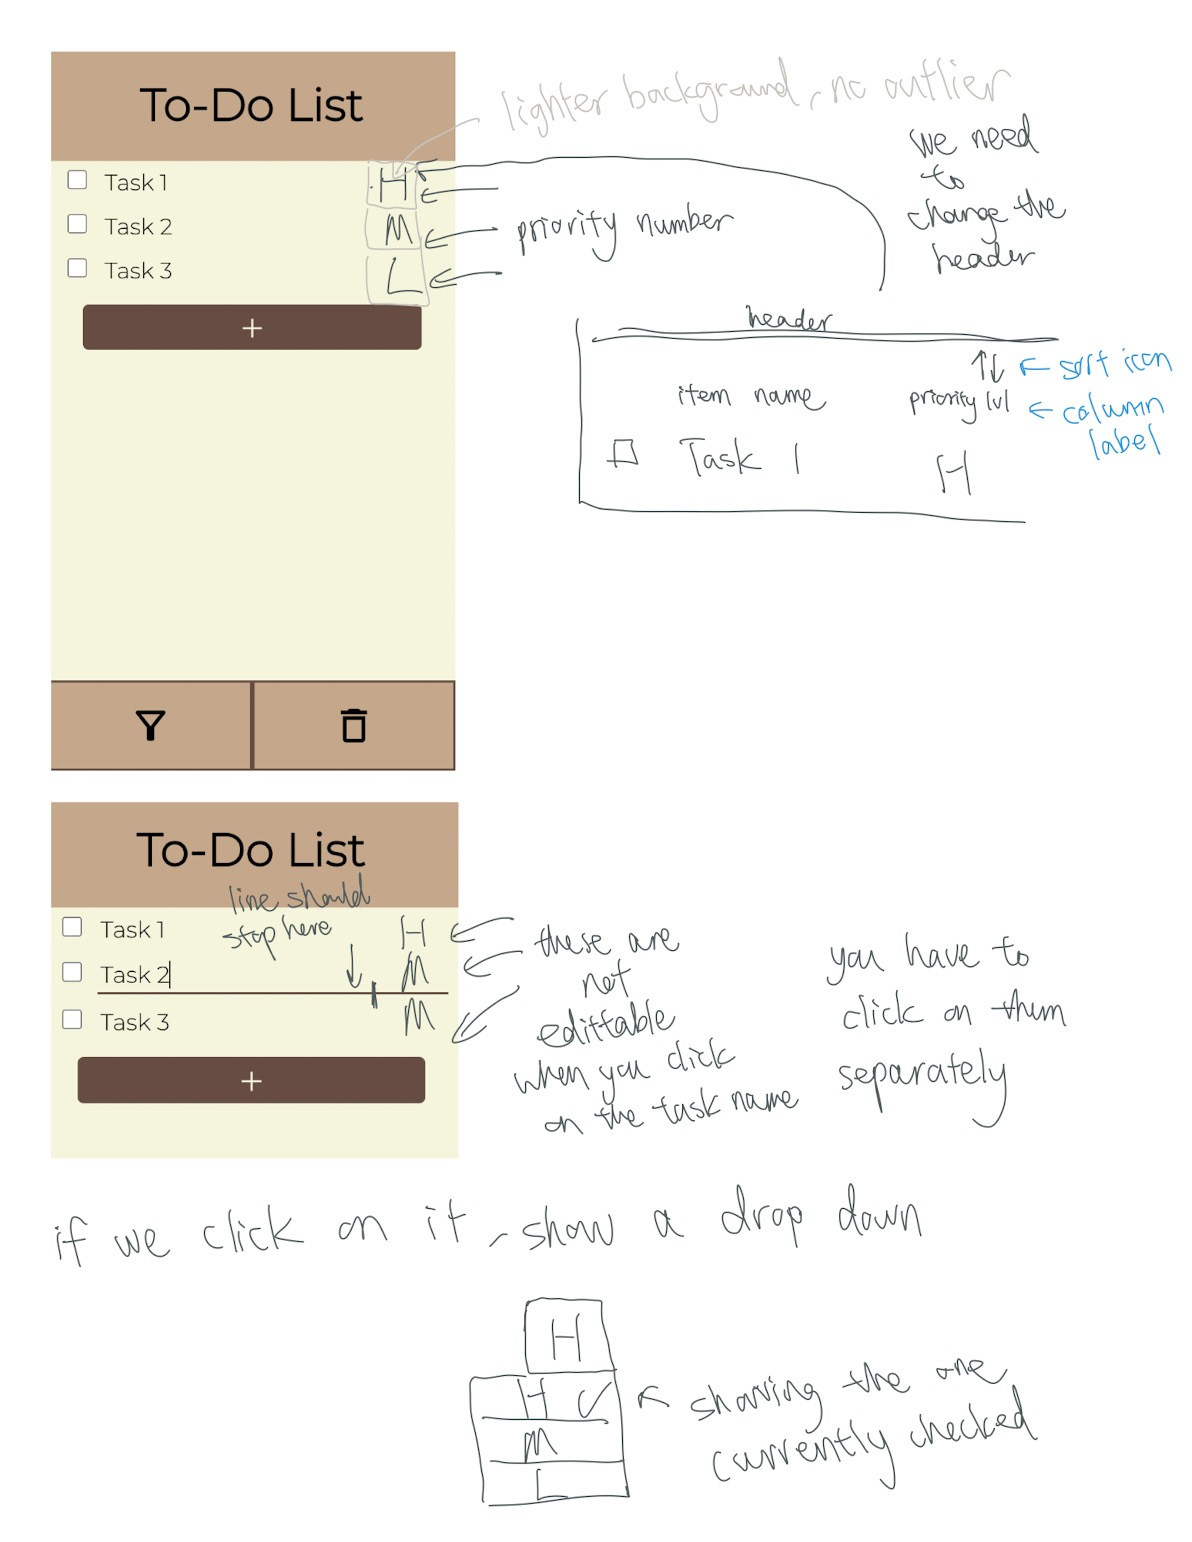 To-Do List
lighter background, no outlier
we need
to
change the
header
Task 1
H
Task 2
M
priority number
Task 3
L
+
header
↑↓ ← sort icon
item name
priority lvl ← column
label
Task 1
H
To-Do List
line should
stop here
Task 1
H
Task 2
M
Task 3
M
+
these are
not
edittable
when you click
on the task name
you have to
click on them
separately
if we click on it, show a drop down
H
H ✓
M
L
showing the one
currently checked